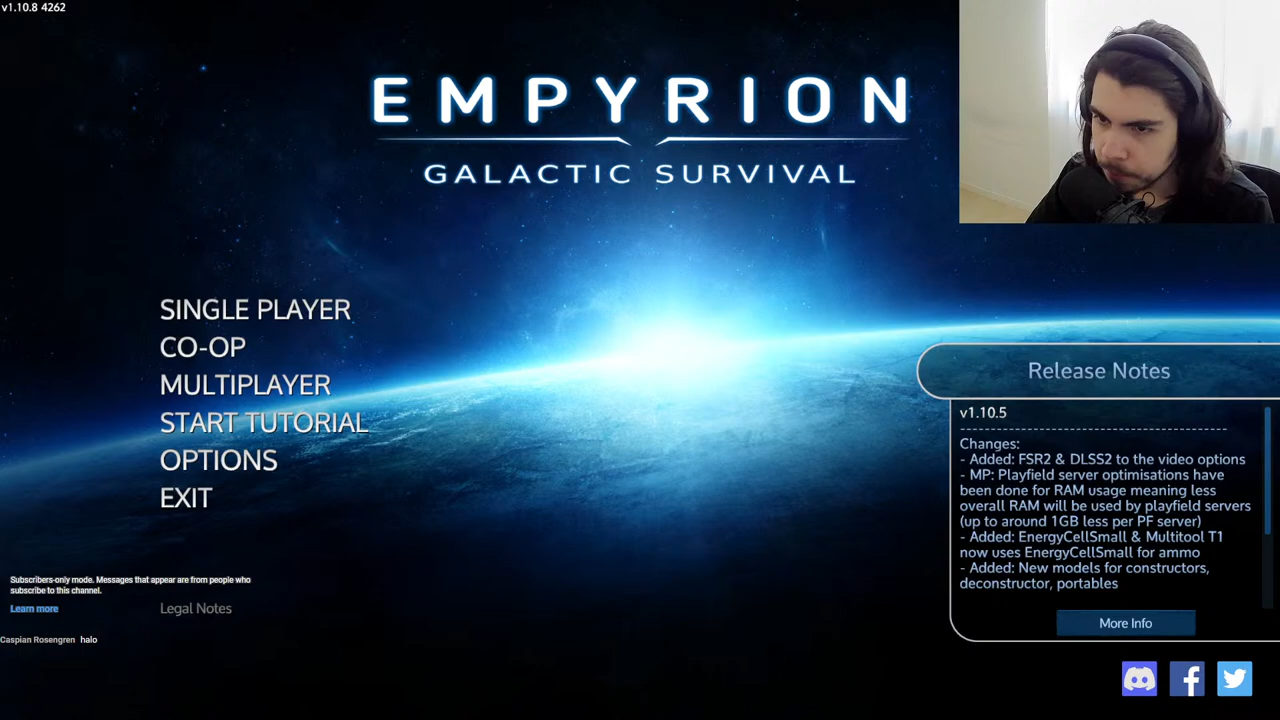 v1.10.8 4262
EMPYRION
GALACTIC SURVIVAL
SINGLE PLAYER
CO-OP
MULTIPLAYER
START TUTORIAL
OPTIONS
EXIT
Legal Notes
Subscribers-only mode. Messages that appear are from people who
subscribe to this channel.
Learn more
Caspian Rosengren halo
Release Notes
v1.10.5
--------------------------------------------
Changes:
- Added: FSR2 & DLSS2 to the video options
- MP: Playfield server optimisations have
been done for RAM usage meaning less
overall RAM will be used by playfield servers
(up to around 1GB less per PF server)
- Added: EnergyCellSmall & Multitool T1
now uses EnergyCellSmall for ammo
- Added: New models for constructors,
deconstructor, portables
More Info